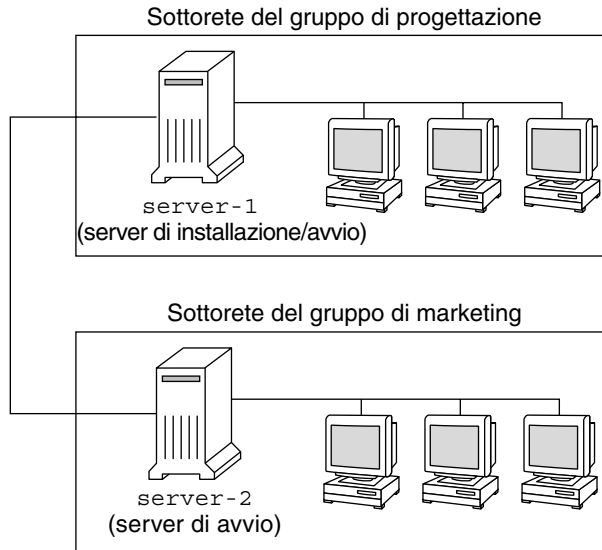 Sottorete del gruppo di progettazione
server-1
(server di installazione/avvio)
Sottorete del gruppo di marketing
server-2
(server di avvio)